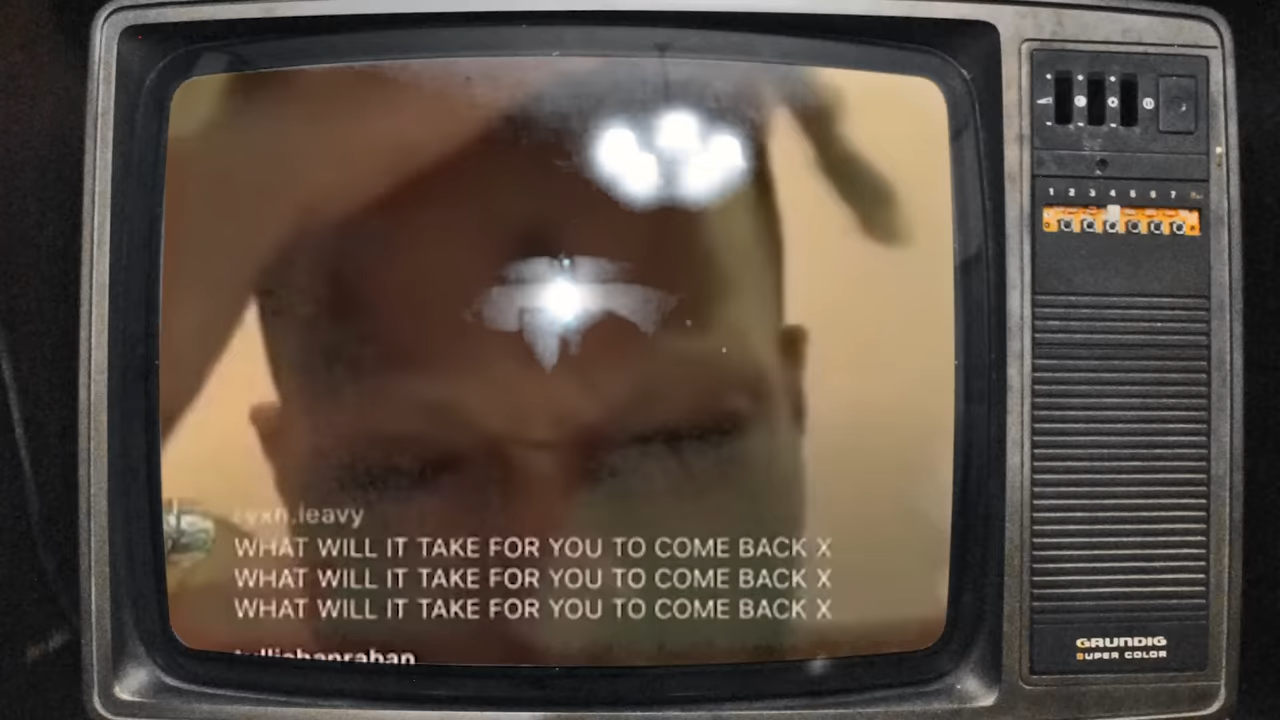 1 2 3 4 5 6 7
leavy
WHAT WILL IT TAKE FOR YOU TO COME BACK X
WHAT WILL IT TAKE FOR YOU TO COME BACK X
WHAT WILL IT TAKE FOR YOU TO COME BACK X
GRUNDIG
SUPER COLOR